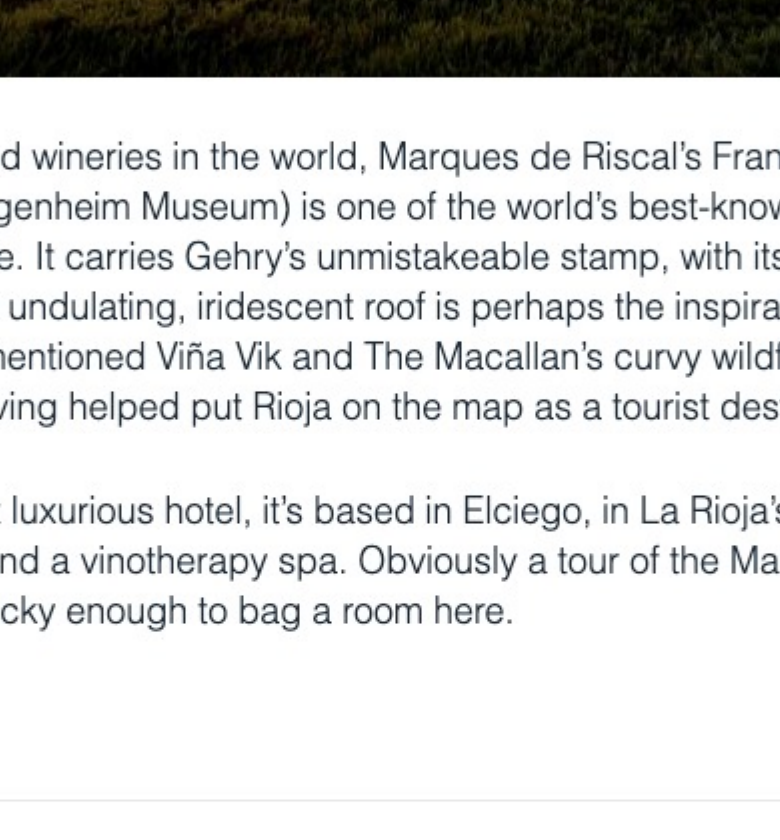 d wineries in the world, Marques de Riscal’s Fran
genheim Museum) is one of the world’s best-know
e. It carries Gehry’s unmistakeable stamp, with its
undulating, iridescent roof is perhaps the inspira
mentioned Viña Vik and The Macallan’s curvy wildf
ving helped put Rioja on the map as a tourist des
luxurious hotel, it’s based in Elciego, in La Rioja’s
nd a vinotherapy spa. Obviously a tour of the Ma
cky enough to bag a room here.